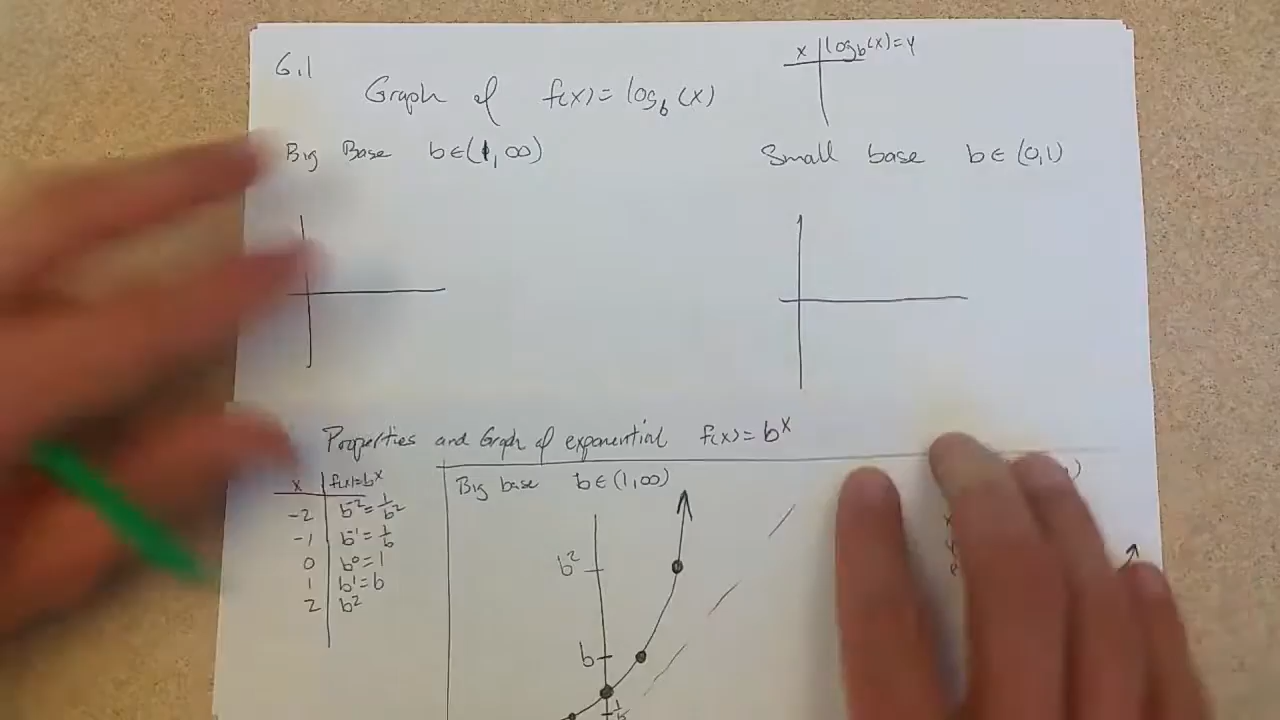 6.1
Graph of f(x) = log_b(x)
x | log_b(x) = y
Big Base b∈(1,∞)
Small base b∈(0,1)
Properties and Graph of exponential f(x) = b^x
x | f(x)=b^x
-2 | b^-2 = 1/b^2
-1 | b^-1 = 1/b
0 | b^0 = 1
1 | b^1 = b
2 | b^2
Big base b∈(1,∞)
b^2
b